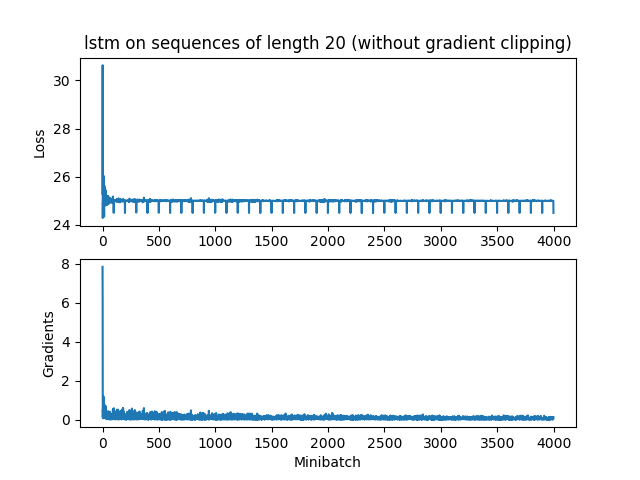 lstm on sequences of length 20 (without gradient clipping)
30
28
26
24
Loss
0 500 1000 1500 2000 2500 3000 3500 4000
8
6
4
2
0
Gradients
0 500 1000 1500 2000 2500 3000 3500 4000
Minibatch